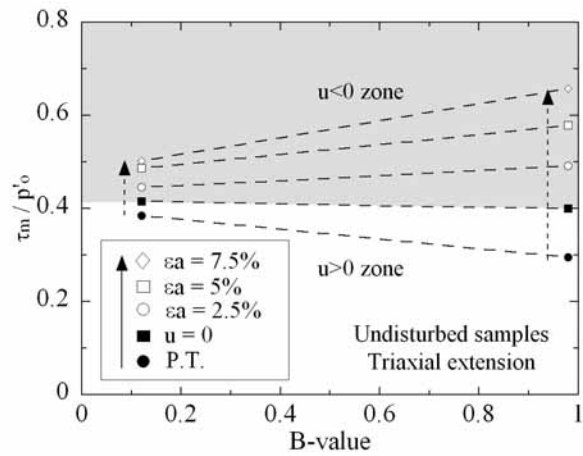 0.8
0.6
0.4
0.2
0
τm / p'o
u<0 zone
u>0 zone
εa = 7.5%
εa = 5%
εa = 2.5%
u = 0
P.T.
Undisturbed samples
Triaxial extension
0 0.2 0.4 0.6 0.8 1
B-value